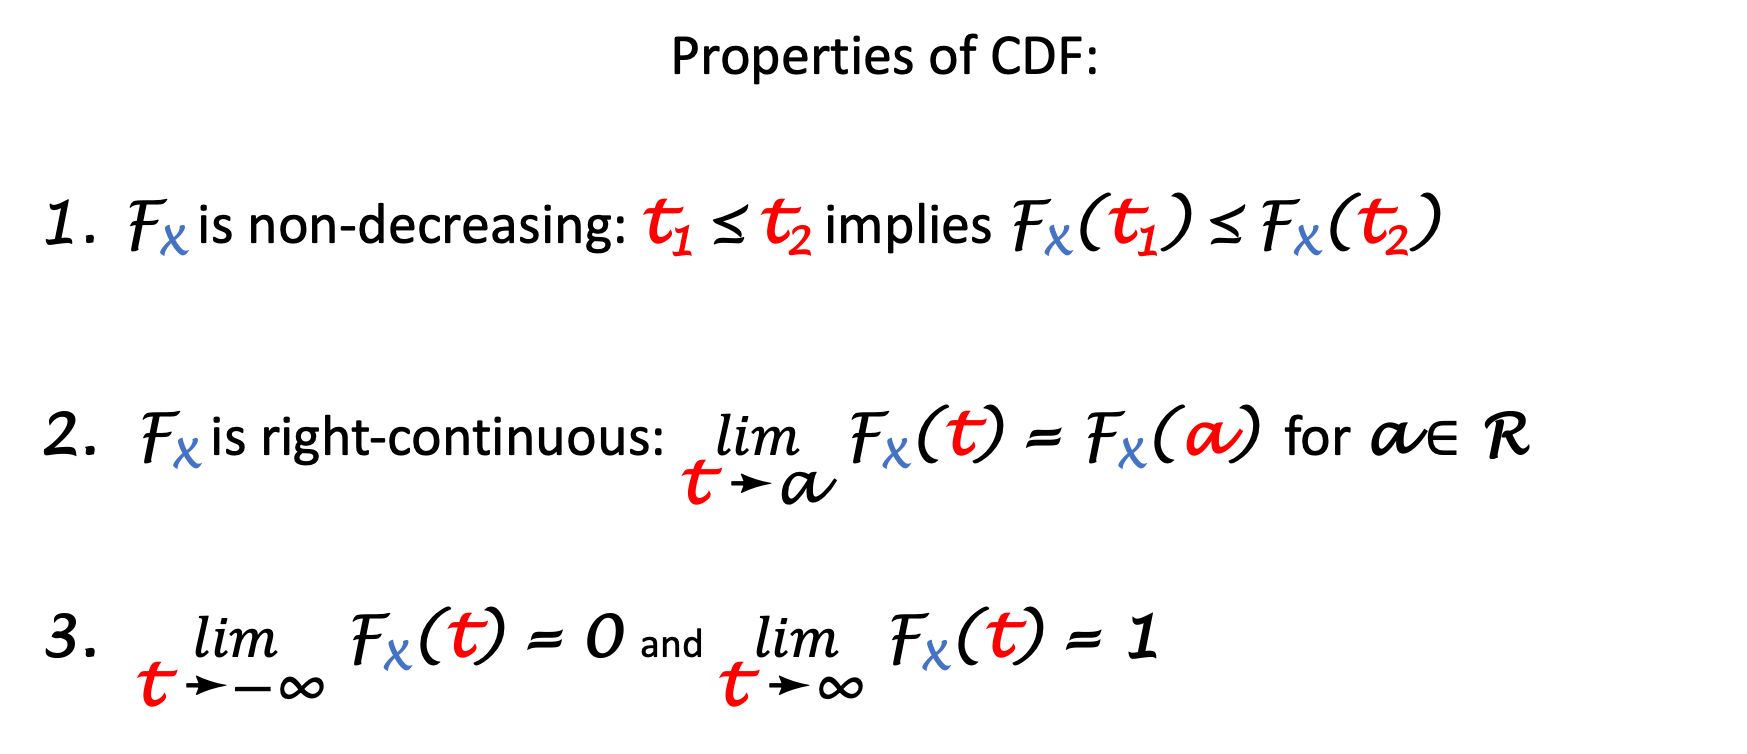 Properties of CDF:
1. Fₓ is non-decreasing: t₁ ≤ t₂ implies Fₓ(t₁) ≤ Fₓ(t₂)
2. Fₓ is right-continuous: lim Fₓ(t) = Fₓ(a) for a∈ R
t→a
3. lim Fₓ(t) = 0 and lim Fₓ(t) = 1
t→−∞ t→∞